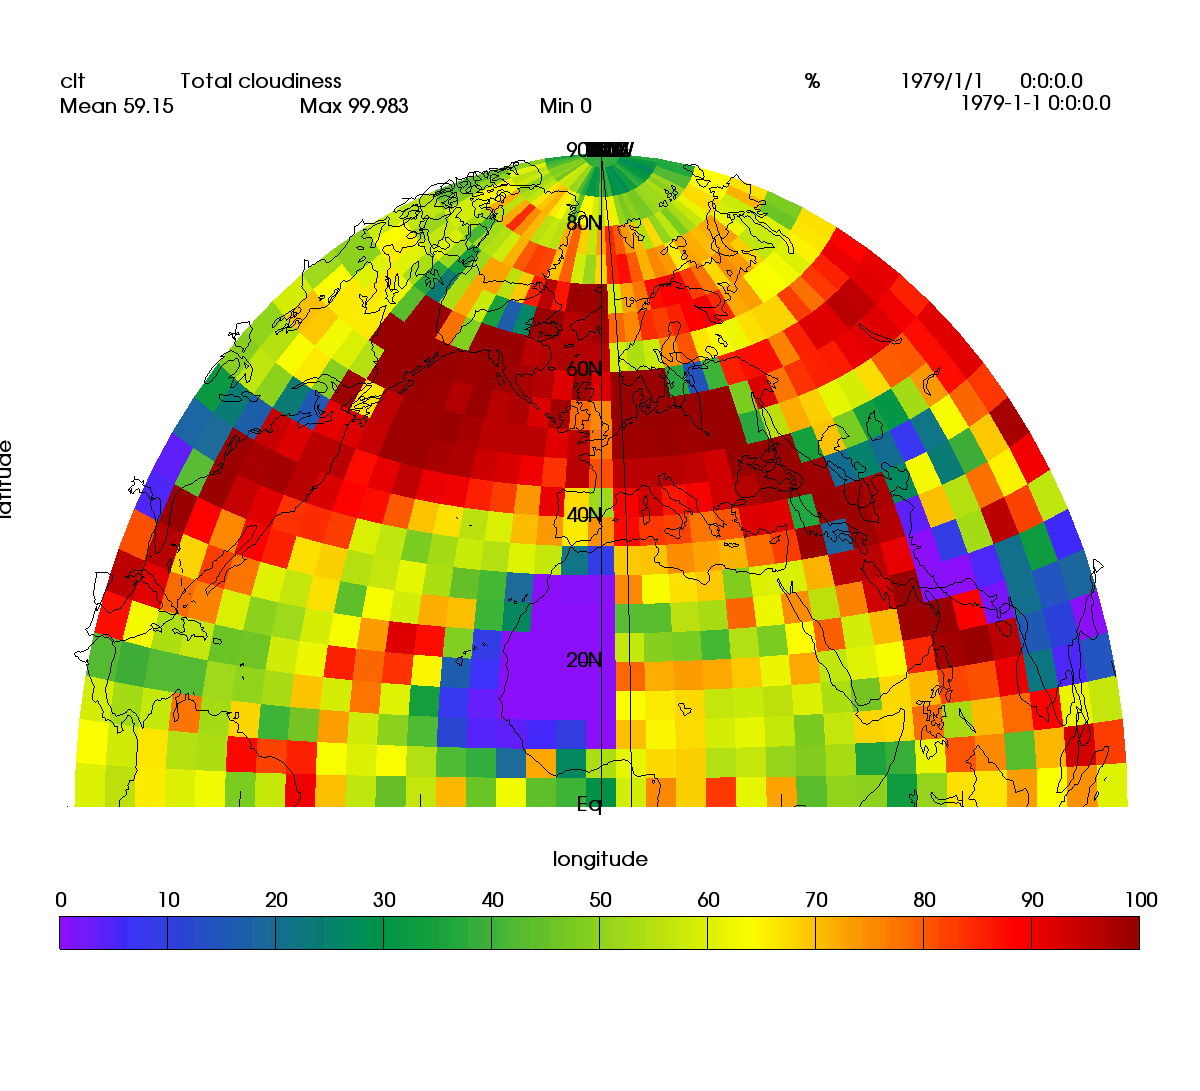 clt Total cloudiness % 1979/1/1 0:0:0.0
Mean 59.15 Max 99.983 Min 0 1979-1-1 0:0:0.0
80N
60N
40N
20N
Eq
latitude
longitude
0 10 20 30 40 50 60 70 80 90 100